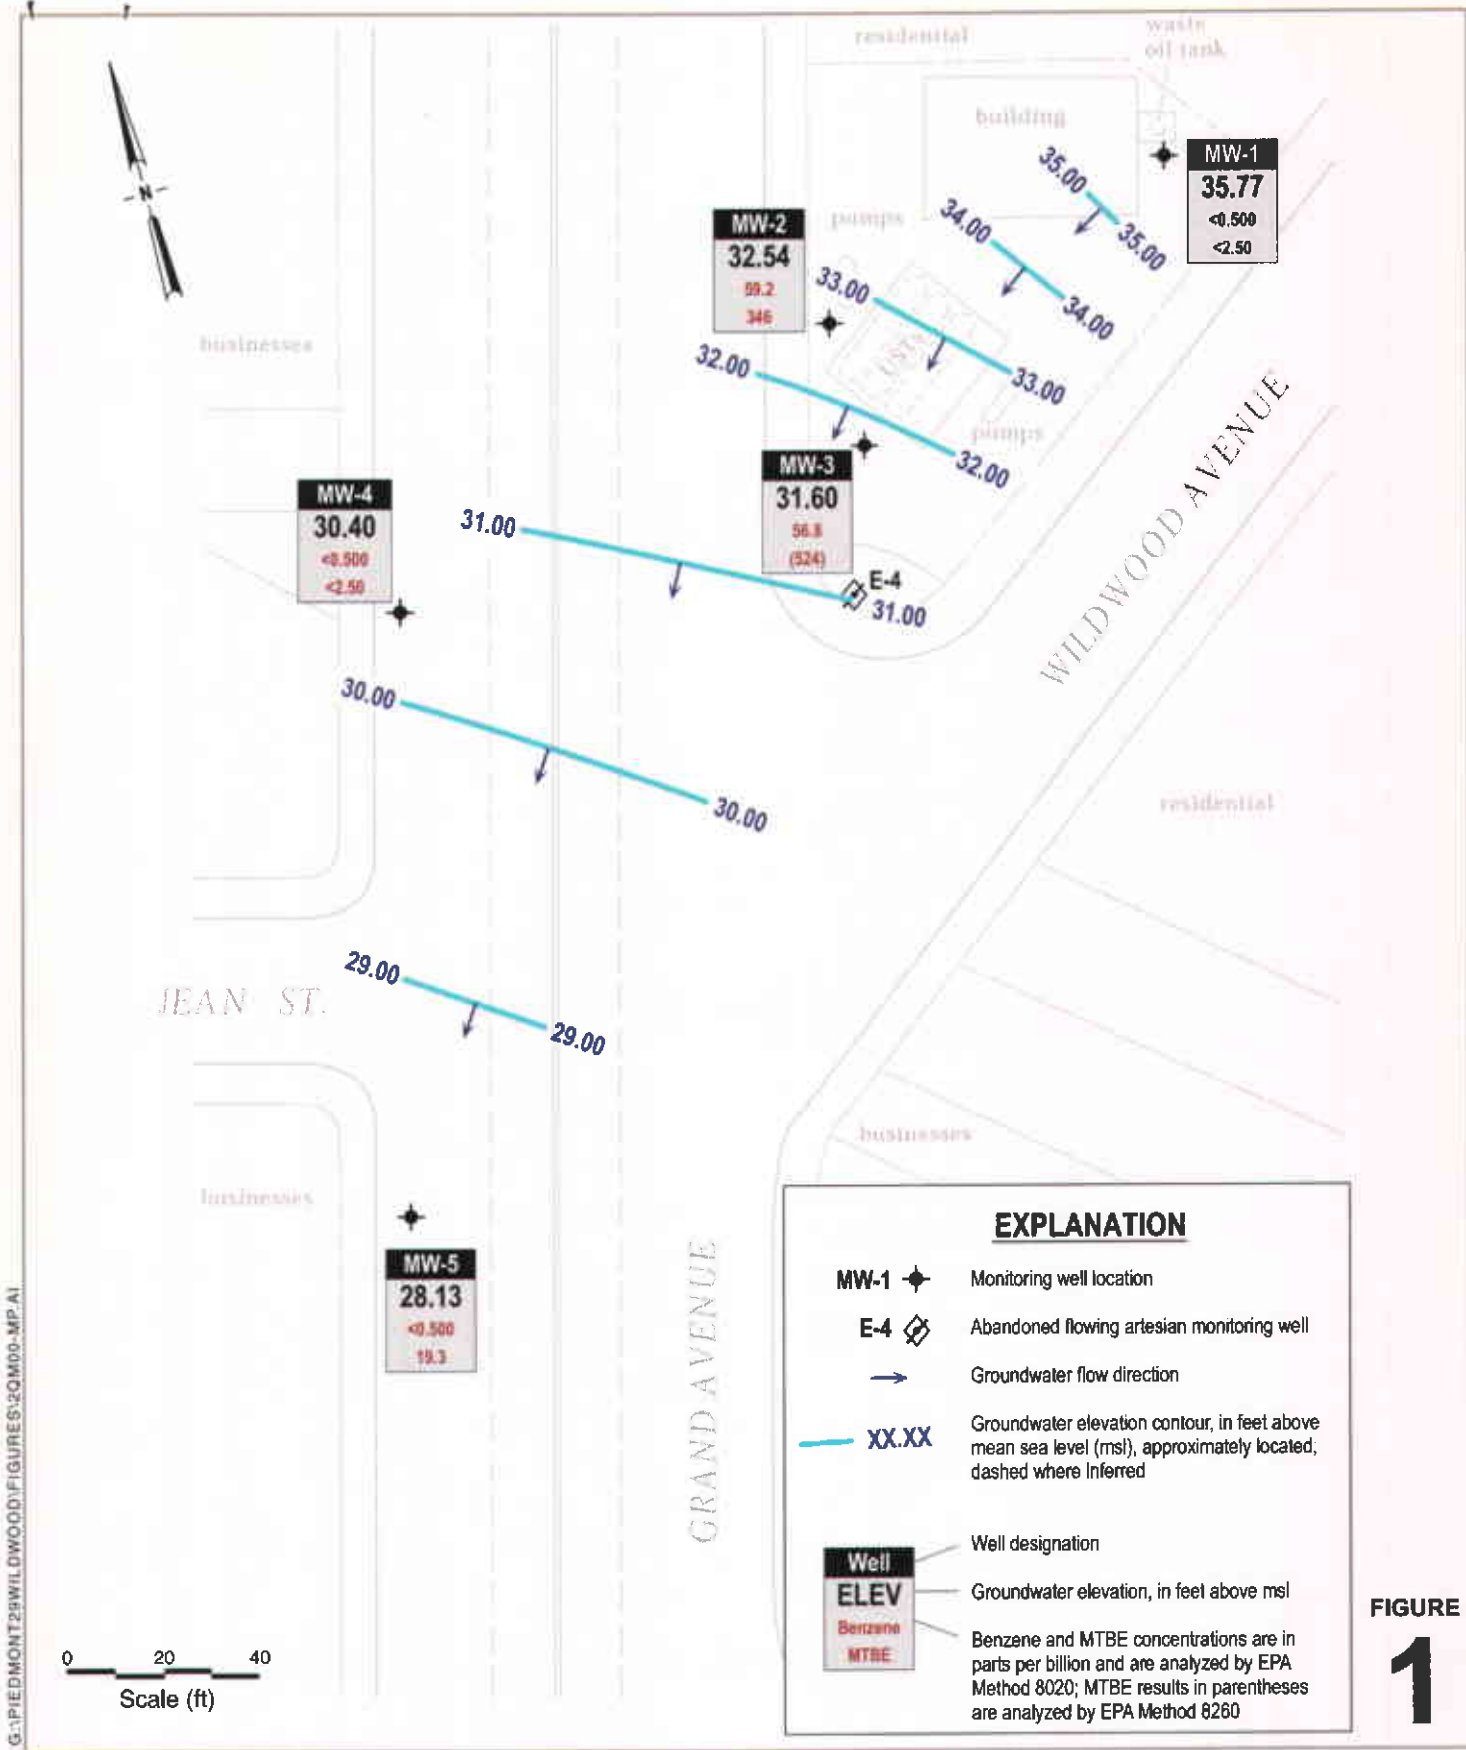 residential
waste
oil tank
building
MW-1
35.77
<0.500
<2.50
35.00
35.00
34.00
34.00
pumps
MW-2
32.54
59.2
346
33.00
33.00
UST
businesses
32.00
32.00
pumps
MW-3
31.60
56.8
(524)
MW-4
30.40
<0.500
<2.50
31.00
31.00
E-4
WILDWOOD AVENUE
N
30.00
30.00
residential
29.00
29.00
JEAN ST.
businesses
businesses
MW-5
28.13
<0.500
19.3
GRAND AVENUE
EXPLANATION
MW-1 Monitoring well location
E-4 Abandoned flowing artesian monitoring well
Groundwater flow direction
XX.XX Groundwater elevation contour, in feet above
mean sea level (msl), approximately located;
dashed where inferred
Well
ELEV
Benzene
MTBE
Well designation
Groundwater elevation, in feet above msl
Benzene and MTBE concentrations are in
parts per billion and are analyzed by EPA
Method 8020; MTBE results in parentheses
are analyzed by EPA Method 8260
0 20 40
Scale (ft)
FIGURE
1
G:\PIEDMONT29WILDWOOD\FIGURES\2QM00-MP.AI